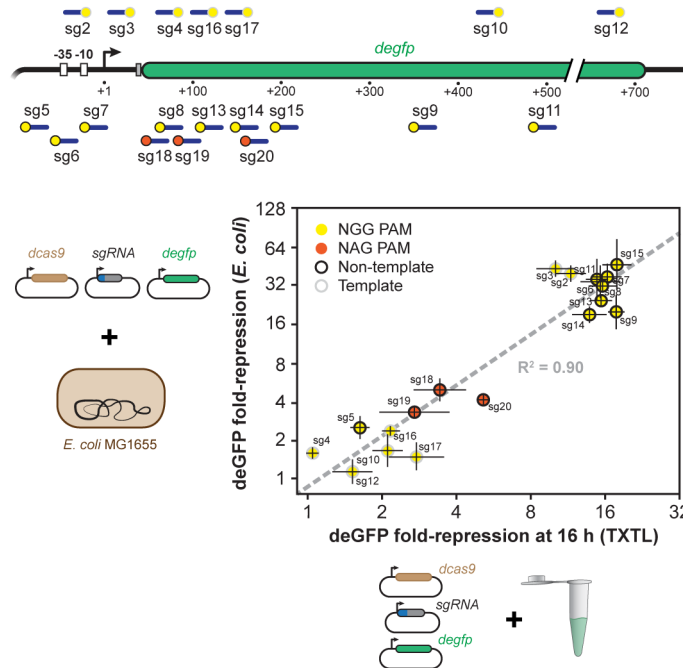 sg2 sg3 sg4 sg16 sg17 sg10 sg12
degfp
-35 -10
+1 +100 +200 +300 +400 +500 +700
sg5 sg7 sg8 sg13 sg14 sg15 sg9 sg11
sg6 sg18 sg19 sg20
dcas9 sgRNA degfp
+
E. coli MG1655
deGFP fold-repression (E. coli)
128
64
32
16
8
4
2
1
NGG PAM
NAG PAM
Non-template
Template
sg15
sg3 sg11
sg2 sg7
sg6 sg8
sg13
sg14 sg9
R² = 0.90
sg18
sg19 sg20
sg5
sg4 sg16
sg10 sg17
sg12
1 2 4 8 16 32
deGFP fold-repression at 16 h (TXTL)
dcas9
sgRNA
+
degfp